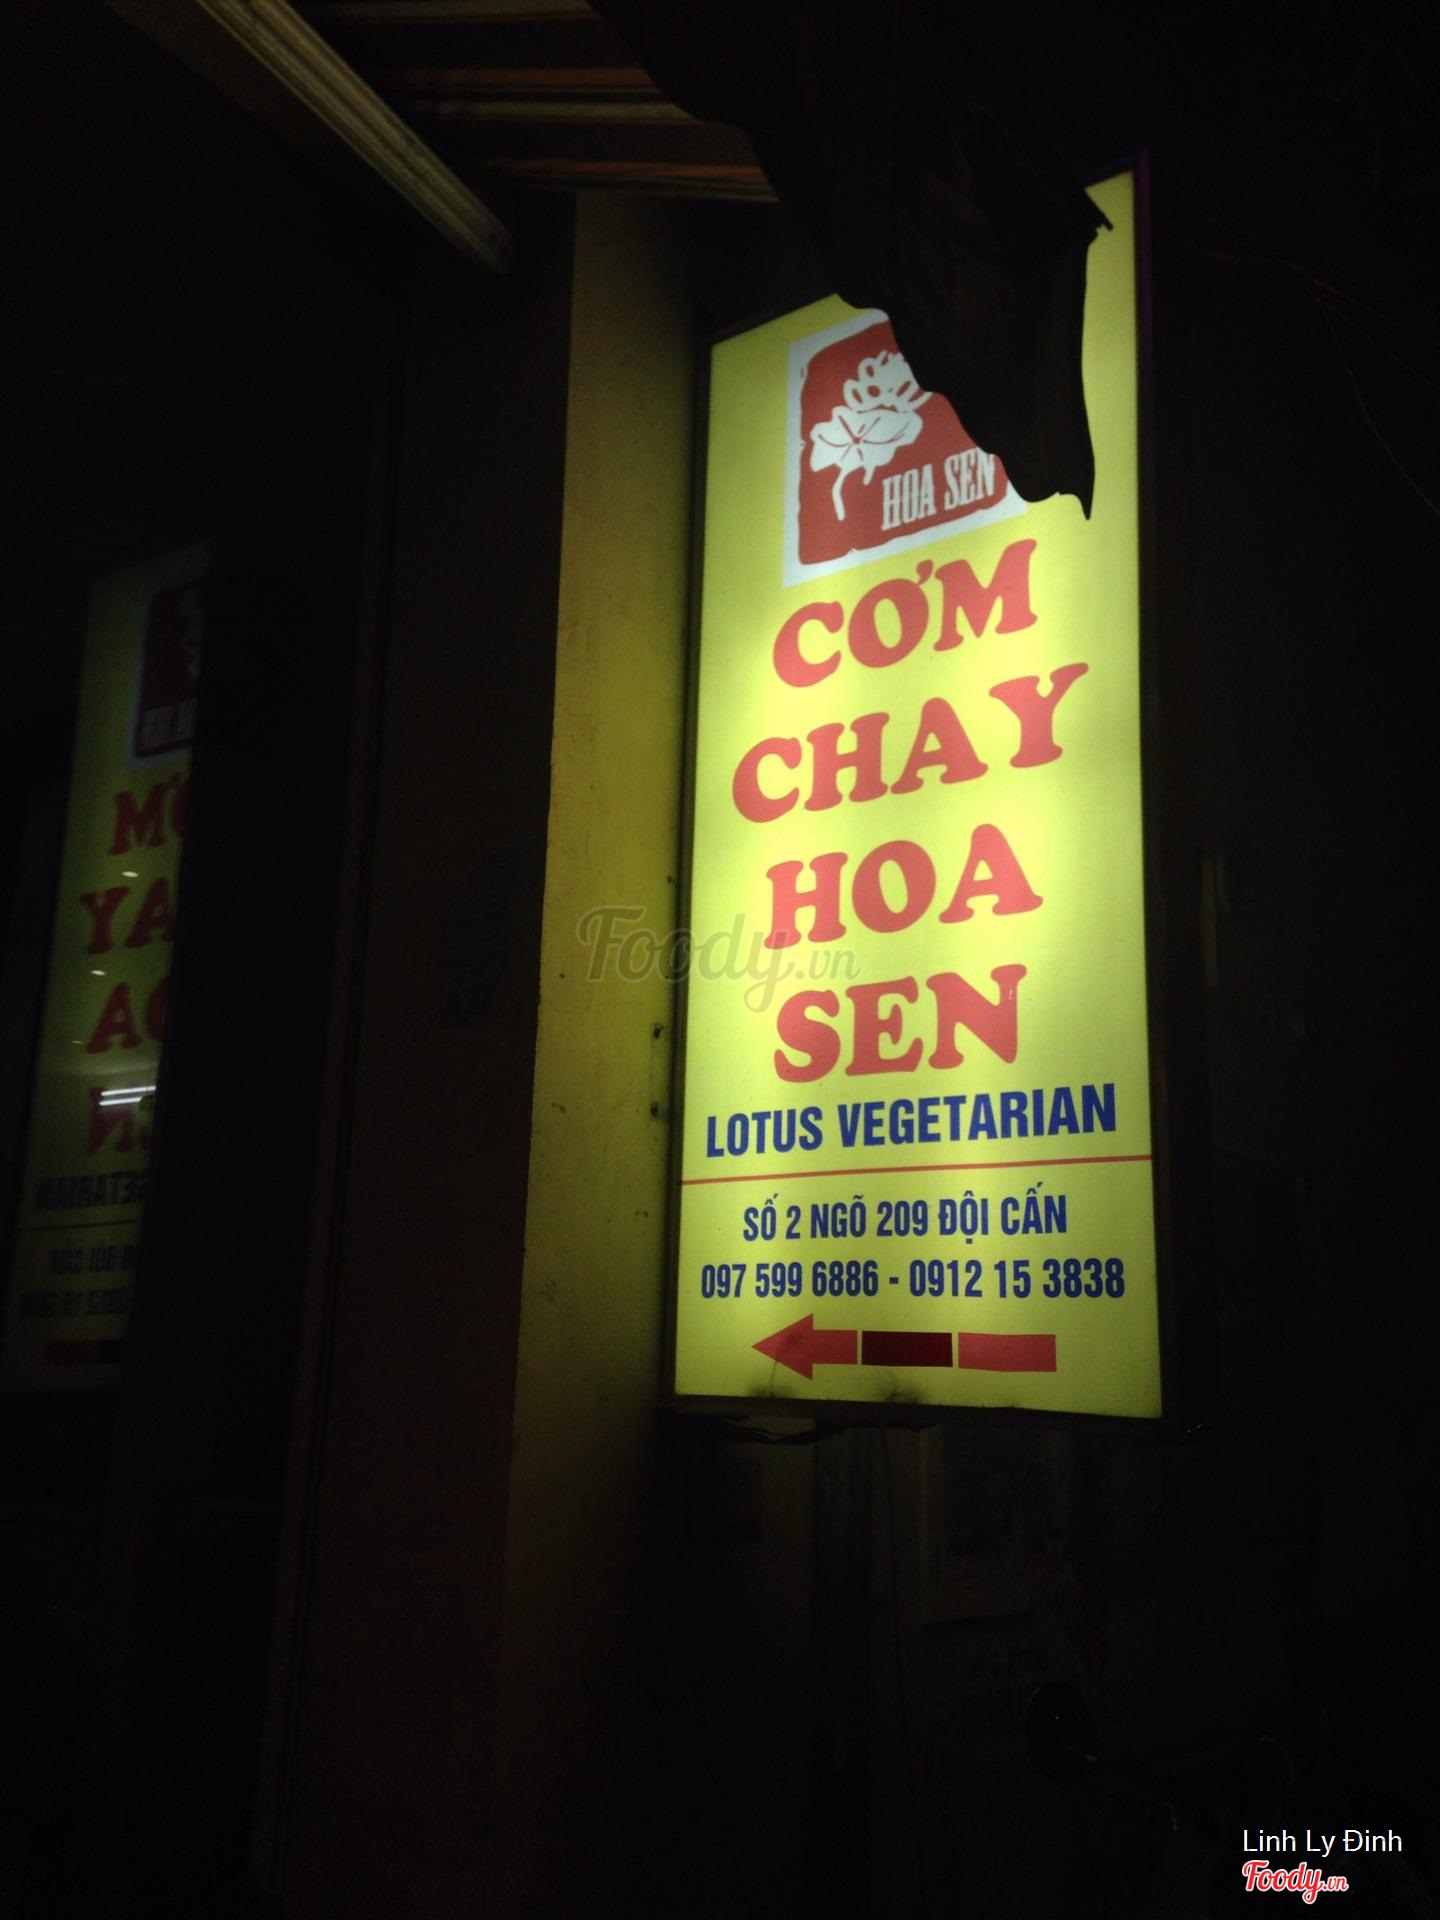 HOA SEN
CƠM
CHAY
HOA
SEN
LOTUS VEGETARIAN
SỐ 2 NGÕ 209 ĐỘI CẤN
097 599 6886 - 0912 15 3838
Foody.vn
Linh Ly Đinh
Foody.vn